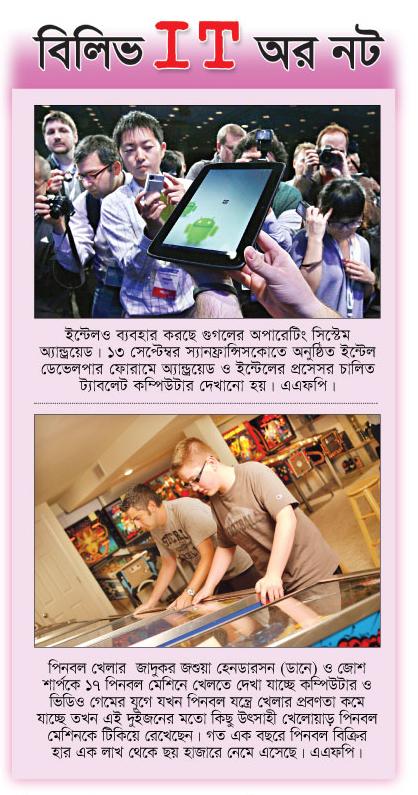 বিলিভ IT অর নট
ইন্টেলও ব্যবহার করছে গুগলের অপারেটিং সিস্টেম
অ্যান্ড্রয়েড। ১৩ সেপ্টেম্বর স্যানফ্রান্সিসকোতে অনুষ্ঠিত ইন্টেল
ডেভেলপার ফোরামে অ্যান্ড্রয়েড ও ইন্টেলের প্রসেসর চালিত
ট্যাবলেট কম্পিউটার দেখানো হয়। এএফপি।
পিনবল খেলার জাদুকর জশুয়া হেনডারসন (ডানে) ও জোশ
শার্পকে ১৭ পিনবল মেশিনে খেলতে দেখা যাচ্ছে কম্পিউটার ও
ভিডিও গেমের যুগে যখন পিনবল যন্ত্রে খেলার প্রবণতা কমে
যাচ্ছে তখন এই দুইজনের মতো কিছু উৎসাহী খেলোয়াড় পিনবল
মেশিনকে টিকিয়ে রেখেছেন। গত এক বছরে পিনবল বিক্রির
হার এক লাখ থেকে ছয় হাজারে নেমে এসেছে। এএফপি।